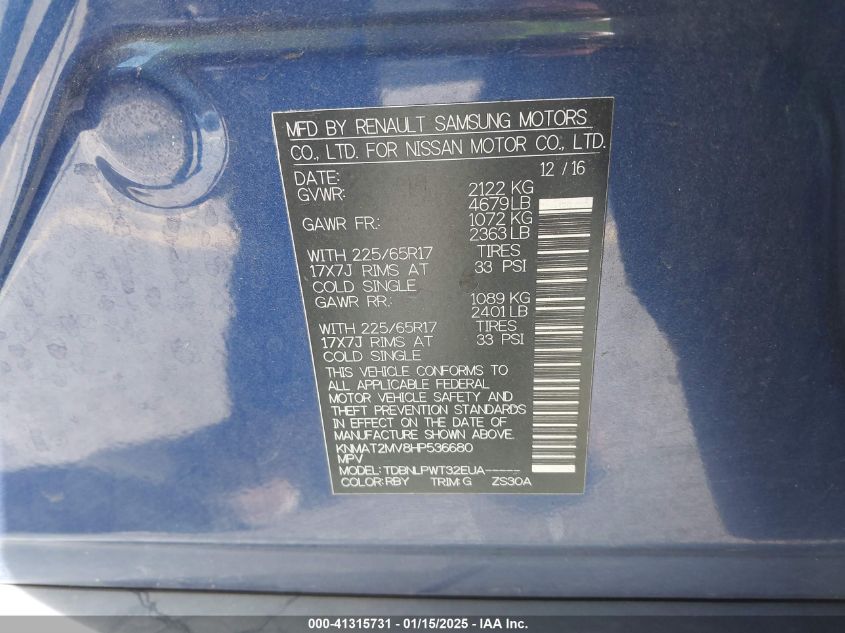 MFD BY RENAULT SAMSUNG MOTORS
CO., LTD. FOR NISSAN MOTOR CO., LTD.
DATE: 12 / 16
GVWR: 2122 KG
4679 LB
GAWR FR: 1072 KG
2363 LB
WITH 225/65R17 TIRES
17X7J RIMS AT 33 PSI
COLD SINGLE
GAWR RR: 1089 KG
2401 LB
WITH 225/65R17 TIRES
17X7J RIMS AT 33 PSI
COLD SINGLE
THIS VEHICLE CONFORMS TO
ALL APPLICABLE FEDERAL
MOTOR VEHICLE SAFETY AND
THEFT PREVENTION STANDARDS
IN EFFECT ON THE DATE OF
MANUFACTURE SHOWN ABOVE.
KNMAT2MV8HP536680
MPV
MODEL: TDBNLPWT32EUA-----
COLOR:RBY TRIM:G ZS30A
000-41315731 - 01/15/2025 - IAA Inc.